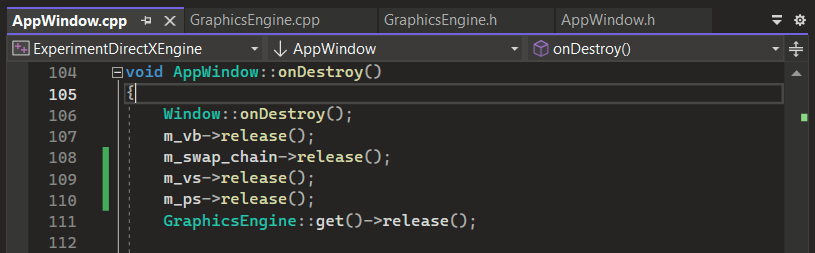 AppWindow.cpp GraphicsEngine.cpp GraphicsEngine.h AppWindow.h
ExperimentDirectXEngine AppWindow onDestroy()
104 void AppWindow::onDestroy()
105 {
106 Window::onDestroy();
107 m_vb->release();
108 m_swap_chain->release();
109 m_vs->release();
110 m_ps->release();
111 GraphicsEngine::get()->release();
112